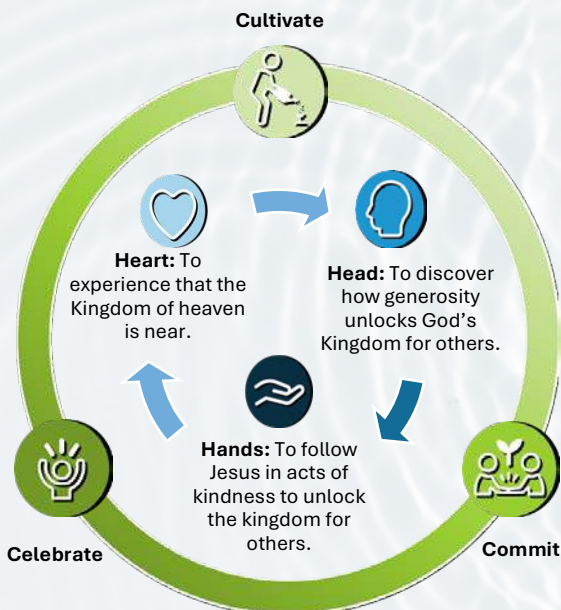 Cultivate
Heart: To
experience that the
Kingdom of heaven
is near.
Head: To discover
how generosity
unlocks God's
Kingdom for others.
Hands: To follow
Jesus in acts of
kindness to unlock
the kingdom for
others.
Celebrate
Commit